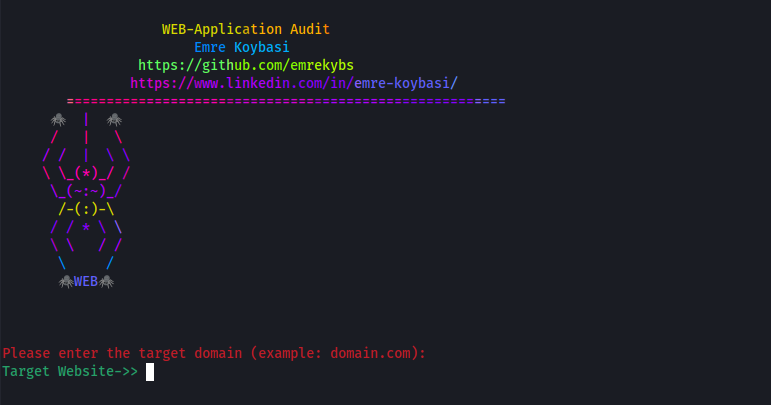 WEB-Application Audit
Emre Koybasi
https://github.com/emrekybs
https://www.linkedin.com/in/emre-koybasi/
=======================================================
|
/ | \
/ / | \ \
\ \_(*)_/ /
\_(~:~)_/
/-(:)-\
/ / * \ \
\ \ / /
\ /
WEB
Please enter the target domain (example: domain.com):
Target Website->>